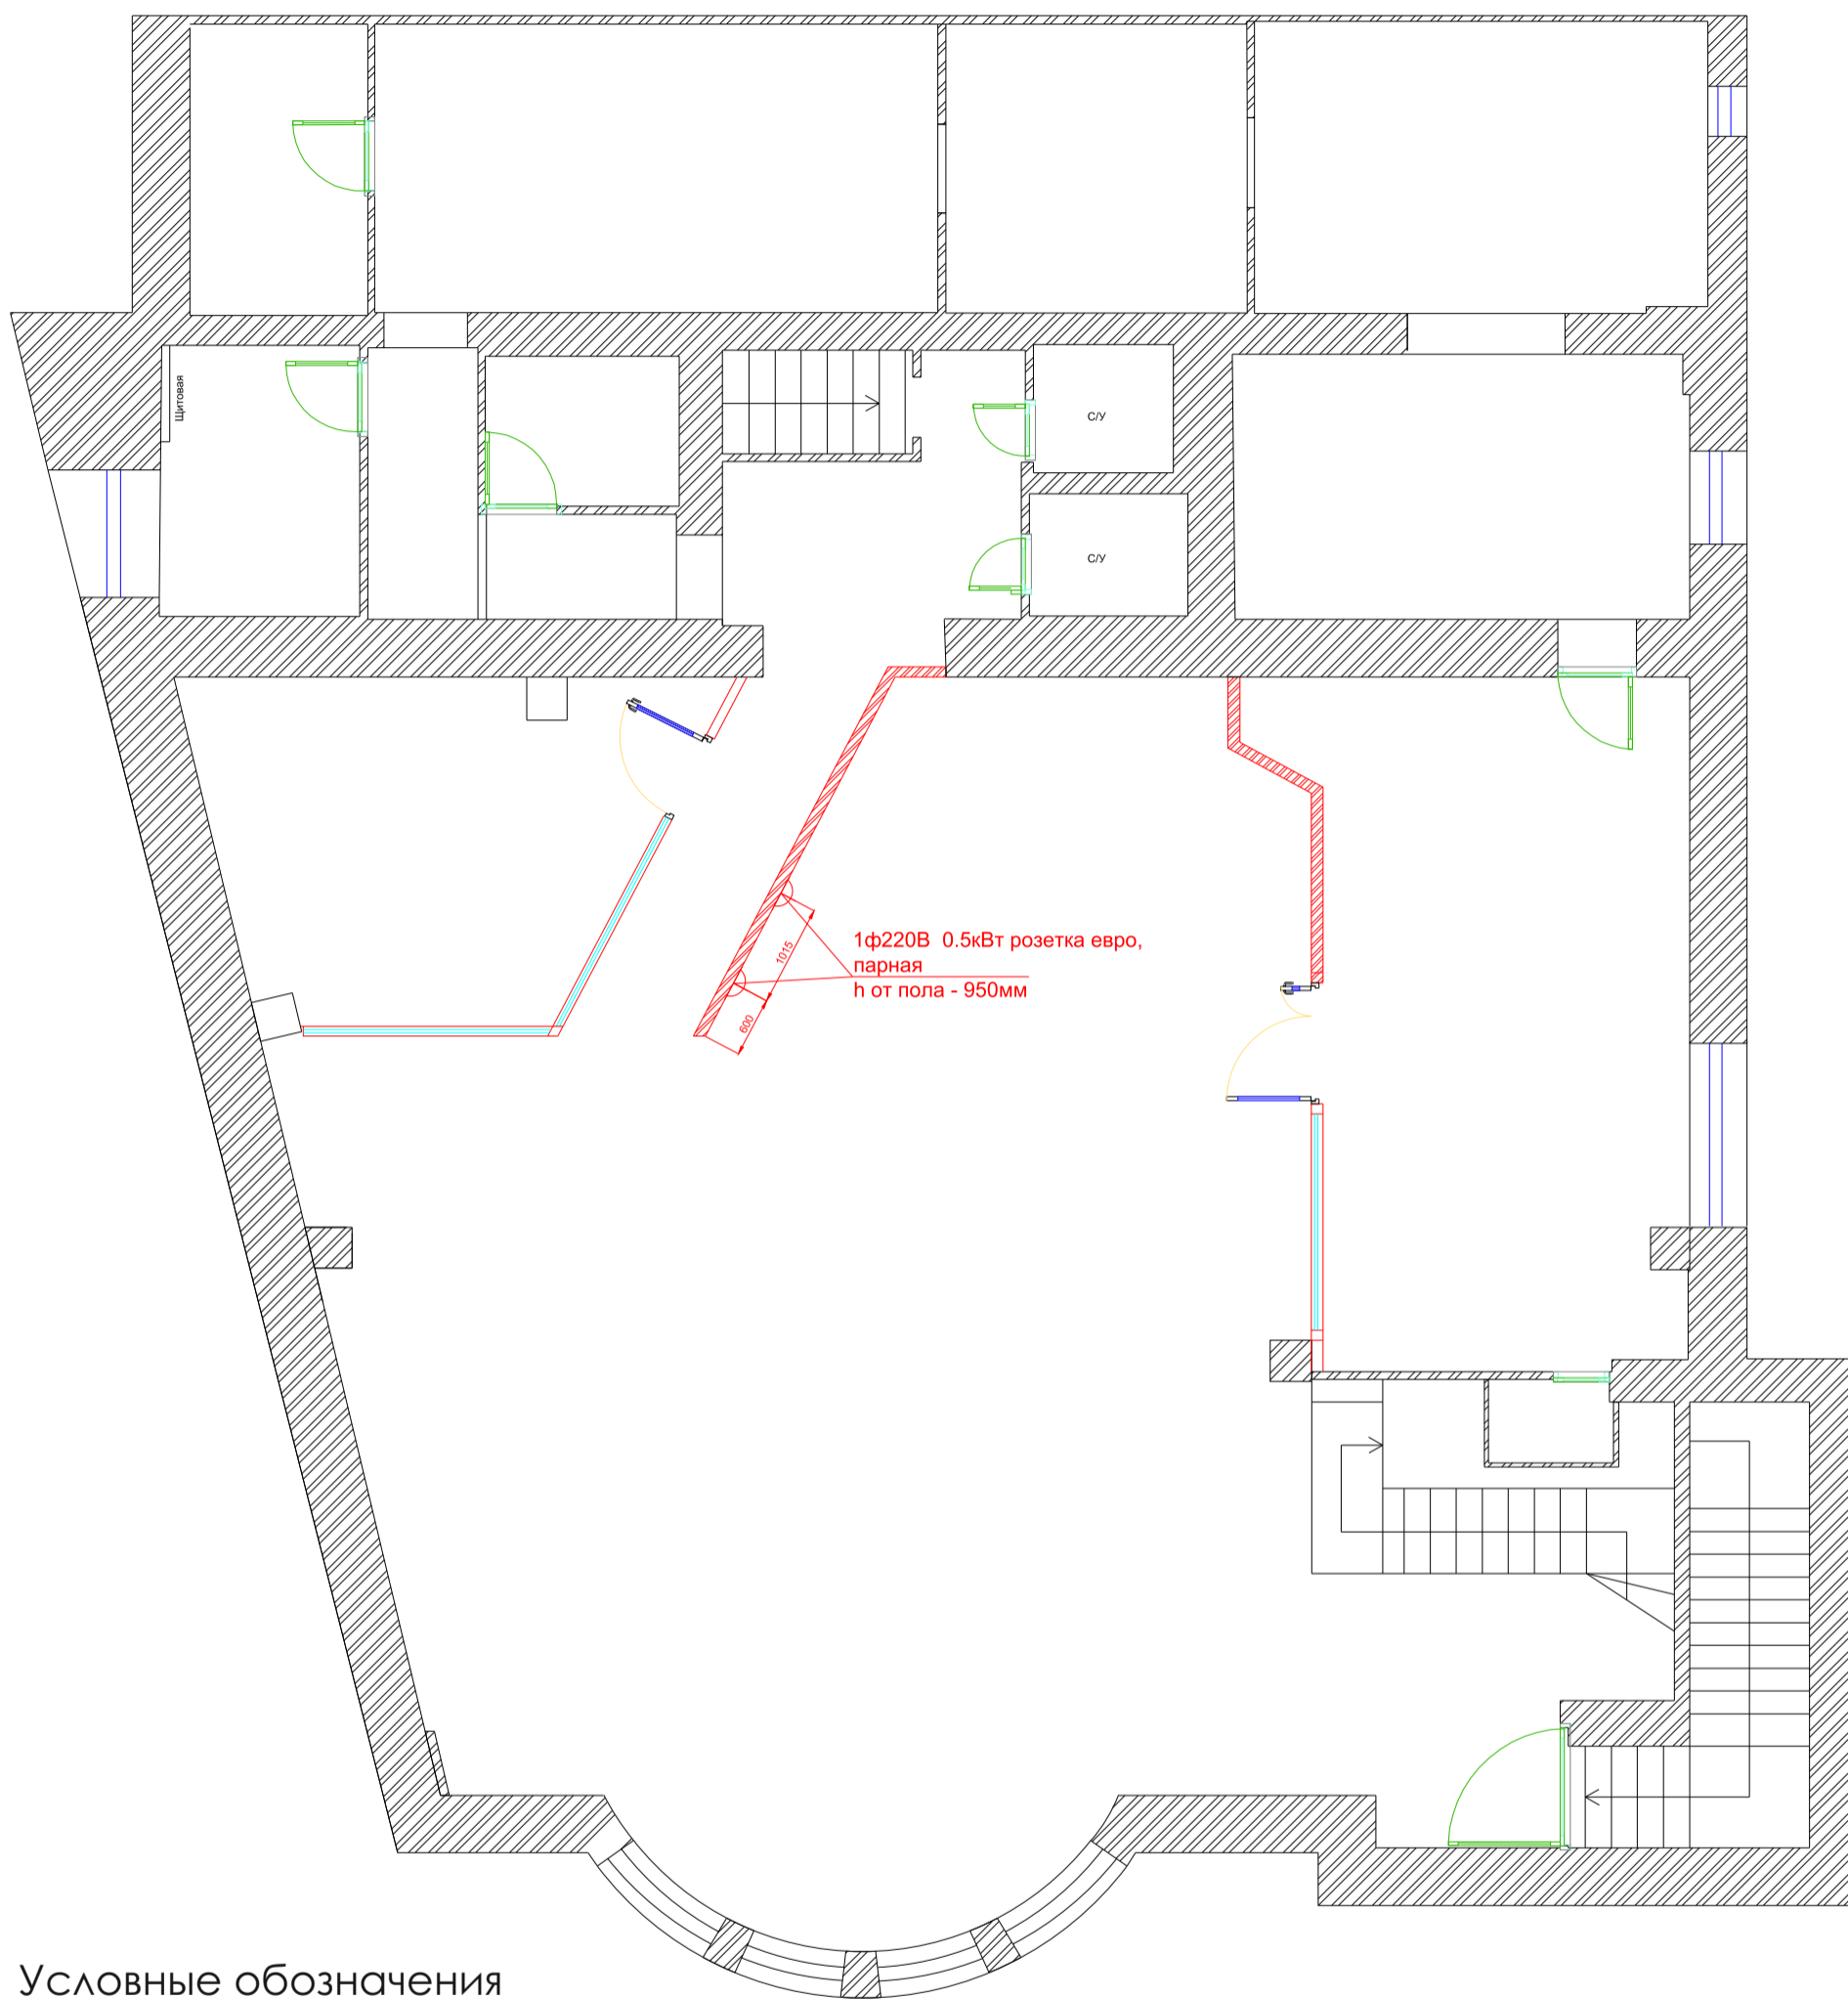 Щитовая
С/У
С/У
1ф220В 0.5кВт розетка евро,
парная
h от пола - 950мм
1015
600
Условные обозначения